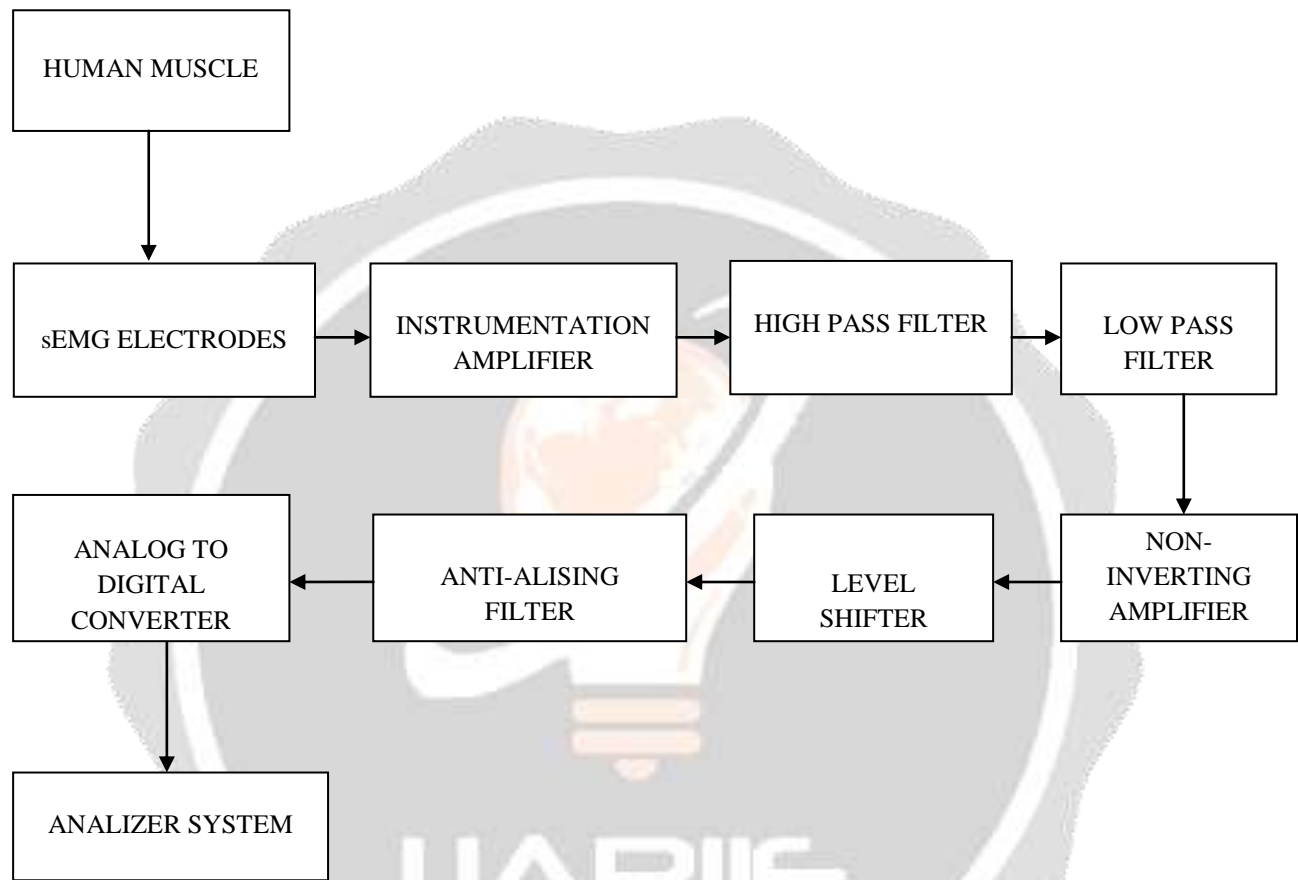 HUMAN MUSCLE
sEMG ELECTRODES
INSTRUMENTATION
AMPLIFIER
HIGH PASS FILTER
LOW PASS
FILTER
NON-
INVERTING
AMPLIFIER
LEVEL
SHIFTER
ANTI-ALISING
FILTER
ANALOG TO
DIGITAL
CONVERTER
ANALIZER SYSTEM